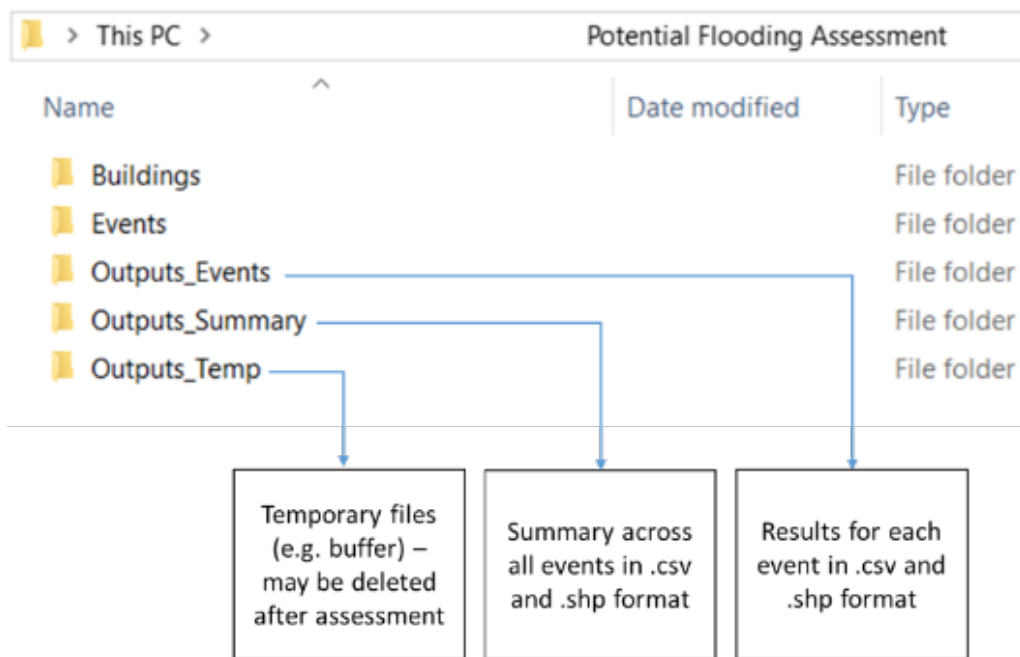 > This PC > Potential Flooding Assessment
Name Date modified Type
Buildings File folder
Events File folder
Outputs_Events File folder
Outputs_Summary File folder
Outputs_Temp File folder
Temporary files
(e.g. buffer) –
may be deleted
after assessment
Summary across
all events in .csv
and .shp format
Results for each
event in .csv and
.shp format